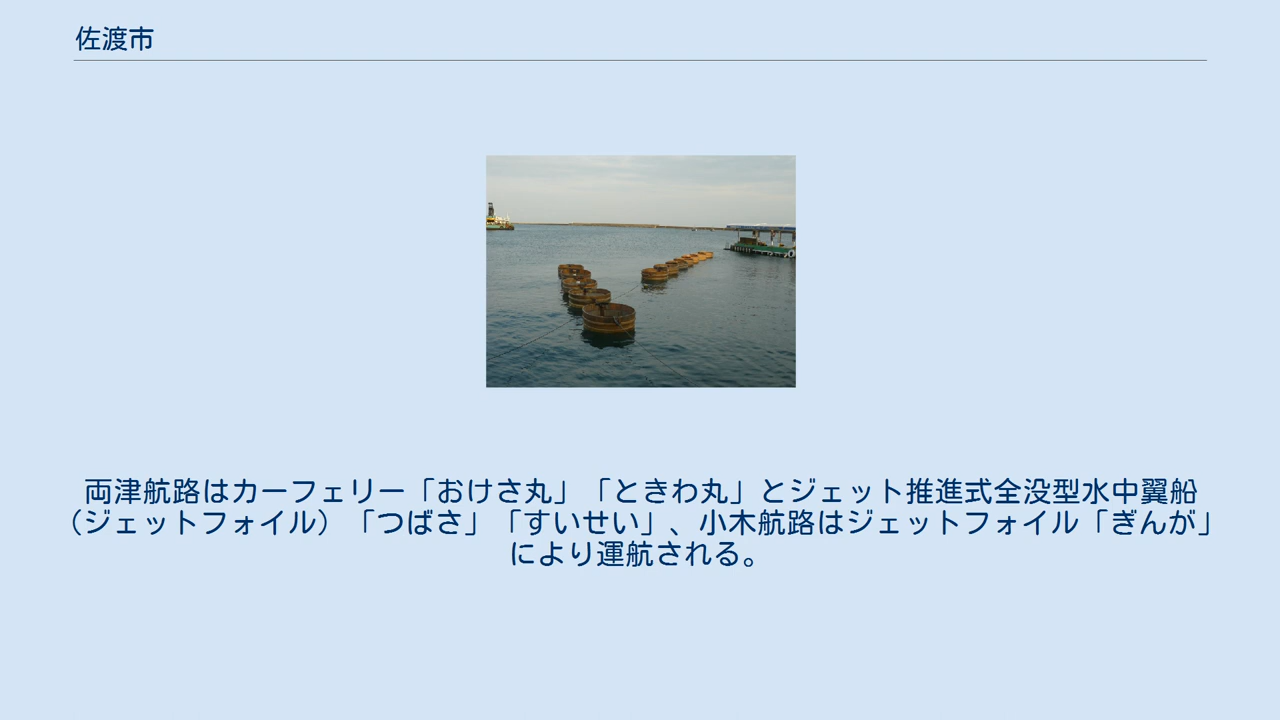 佐渡市
両津航路はカーフェリー「おけさ丸」「ときわ丸」とジェット推進式全没型水中翼船
（ジェットフォイル）「つばさ」「すいせい」、小木航路はジェットフォイル「ぎんが」
により運航される。